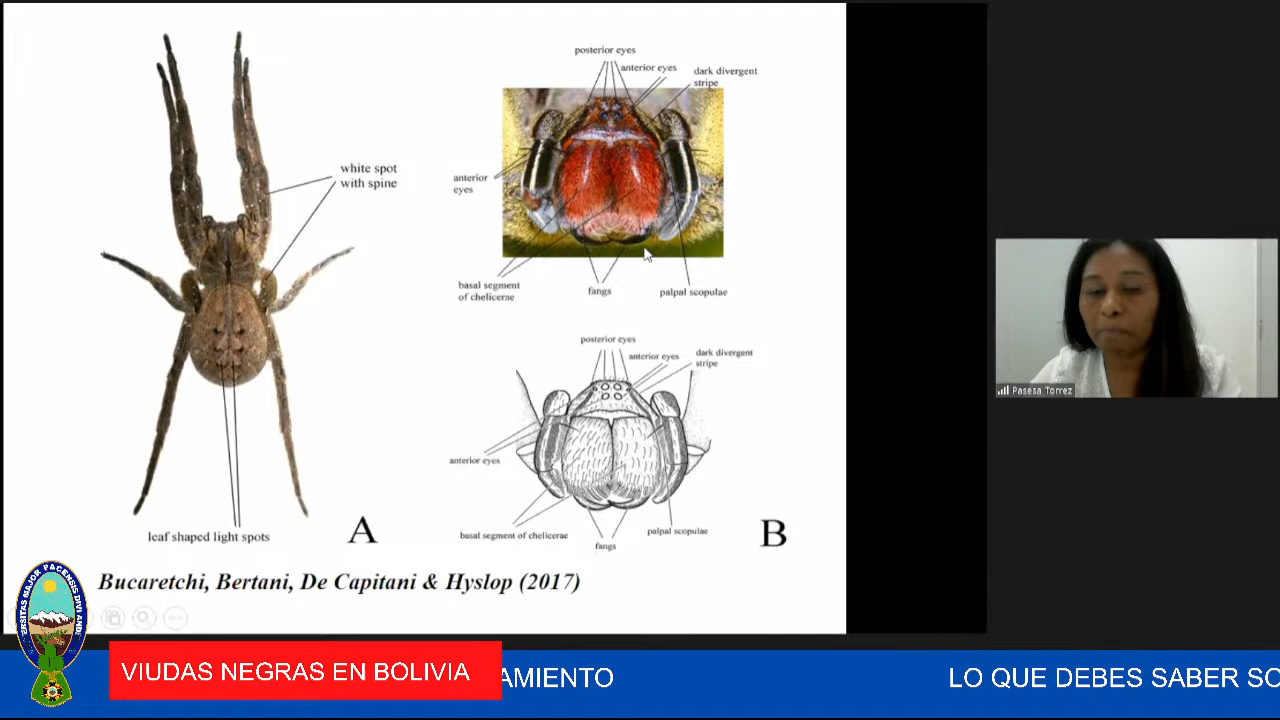 posterior eyes
anterior eyes
dark divergent
stripe
white spot
with spine
anterior
eyes
basal segment
of chelicerae
fangs
palpal scopulae
posterior eyes
anterior eyes
dark divergent
stripe
anterior eyes
basal segment of chelicerae
fangs
palpal scopulae
leaf shaped light spots
A
B
Bucaretchi, Bertani, De Capitani & Hyslop (2017)
Pasesa Torrez
VIUDAS NEGRAS EN BOLIVIA
AMIENTO
LO QUE DEBES SABER SO